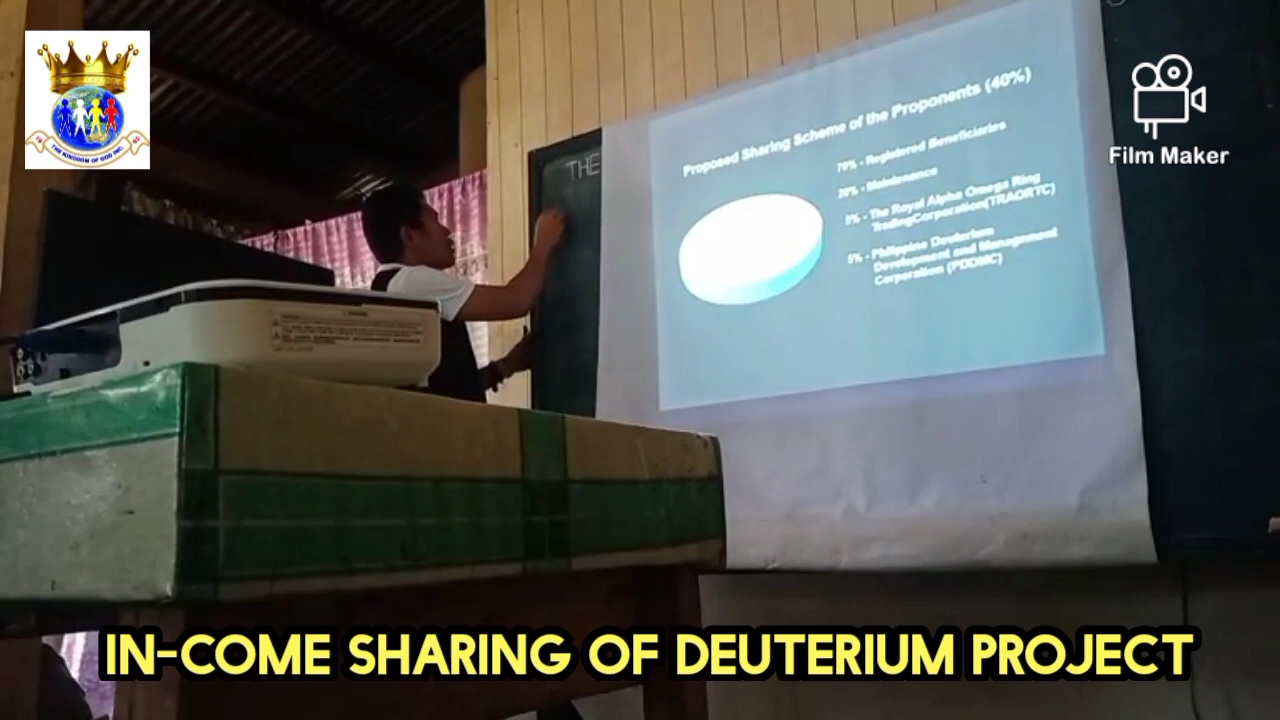 THE KINGDOM OF GOD INC.
Film Maker
THE
Proposed Sharing Scheme of the Proponents (40%)
70% - Registered Beneficiaries
20% - Maintenance
5% - The Royal Alpha Omega Ring
TradingCorporation(TRAORTC)
5% - Philippine Deuterium
Development and Management
Corporation (PDDMC)
IN-COME SHARING OF DEUTERIUM PROJECT